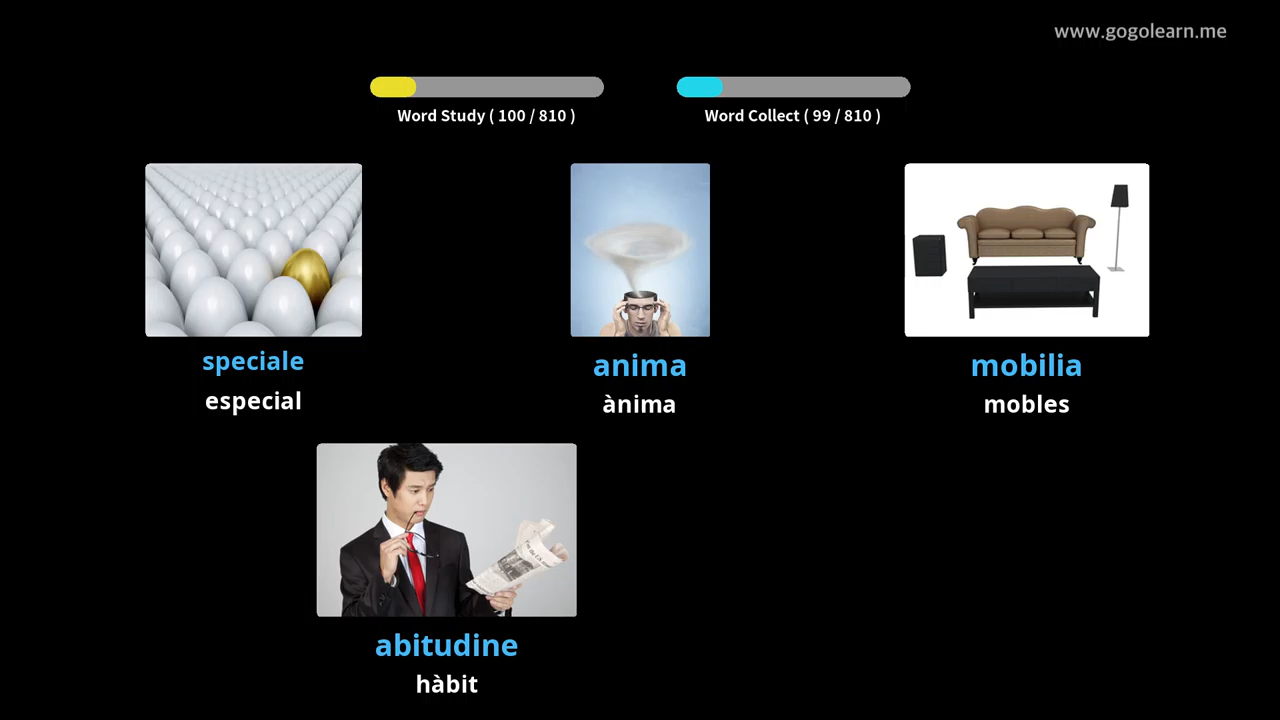 www.gogolearn.me
Word Study ( 100 / 810 )
Word Collect ( 99 / 810 )
speciale
especial
anima
ànima
mobilia
mobles
abitudine
hàbit